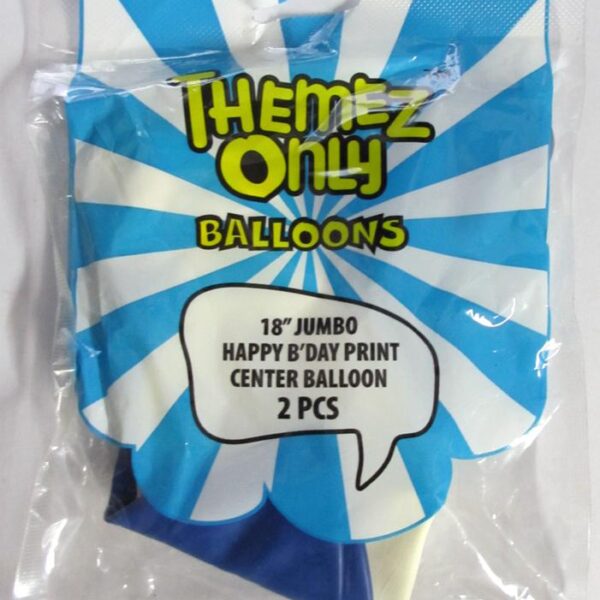 THEMEZ
ONLY
BALLOONS
18" JUMBO
HAPPY B'DAY PRINT
CENTER BALLOON
2 PCS